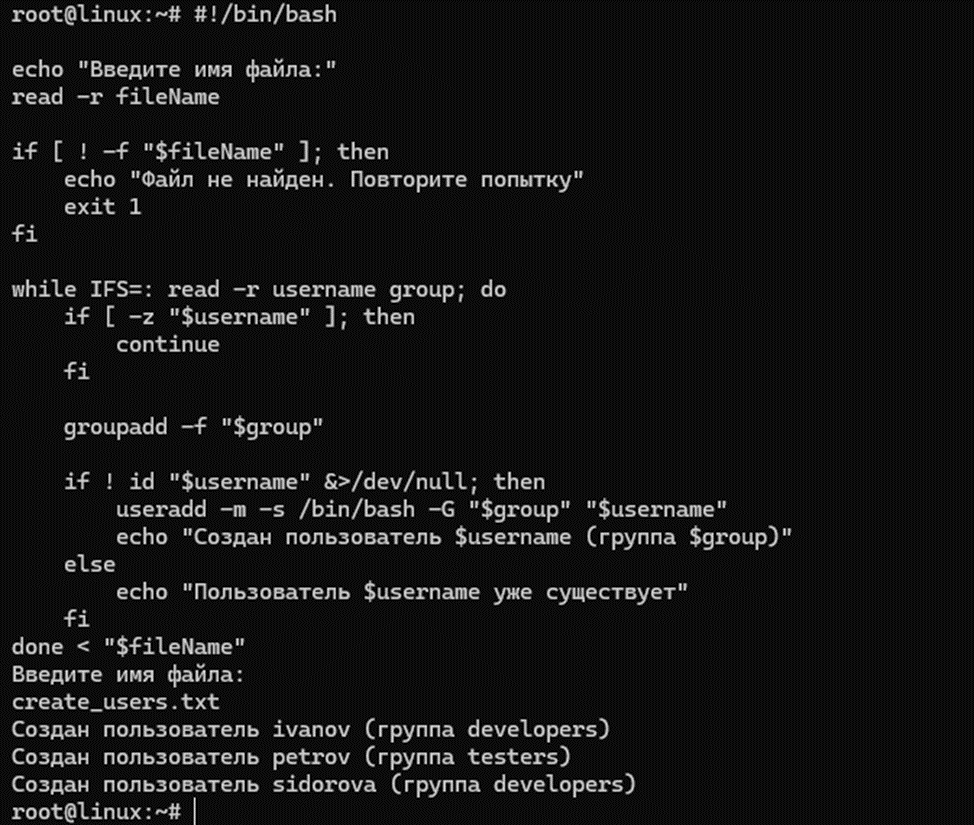 root@linux:~# #!/bin/bash
echo "Введите имя файла:"
read -r fileName
if [ ! -f "$fileName" ]; then
    echo "Файл не найден. Повторите попытку"
    exit 1
fi
while IFS=: read -r username group; do
    if [ -z "$username" ]; then
        continue
    fi
    groupadd -f "$group"
    if ! id "$username" &>/dev/null; then
        useradd -m -s /bin/bash -G "$group" "$username"
        echo "Создан пользователь $username (группа $group)"
    else
        echo "Пользователь $username уже существует"
    fi
done < "$fileName"
Введите имя файла:
create_users.txt
Создан пользователь ivanov (группа developers)
Создан пользователь petrov (группа testers)
Создан пользователь sidorova (группа developers)
root@linux:~#